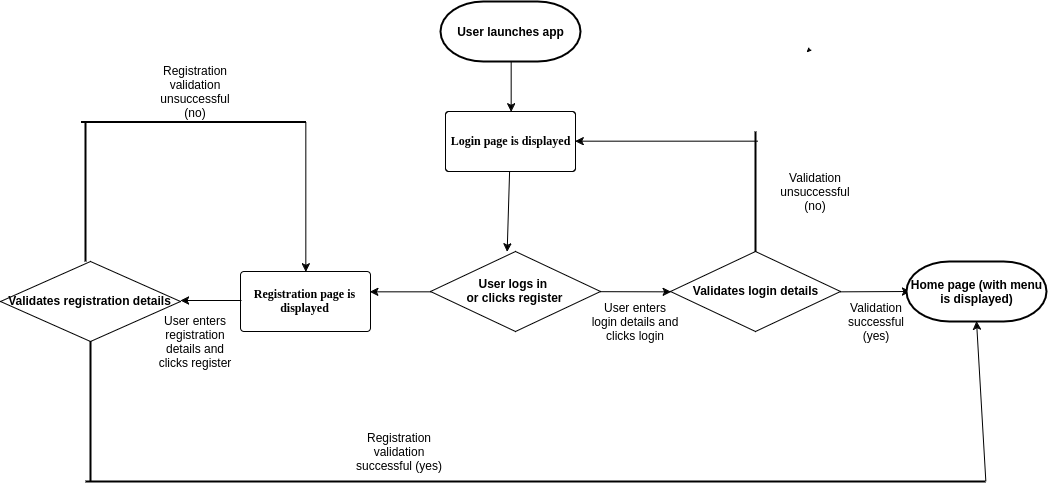 User launches app
Registration
validation
unsuccessful
(no)
Login page is displayed
Validation
unsuccessful
(no)
Validates registration details
Registration page is
displayed
User logs in
or clicks register
Validates login details
Home page (with menu
is displayed)
User enters
registration
details and
clicks register
User enters
login details and
clicks login
Validation
successful
(yes)
Registration
validation
successful (yes)